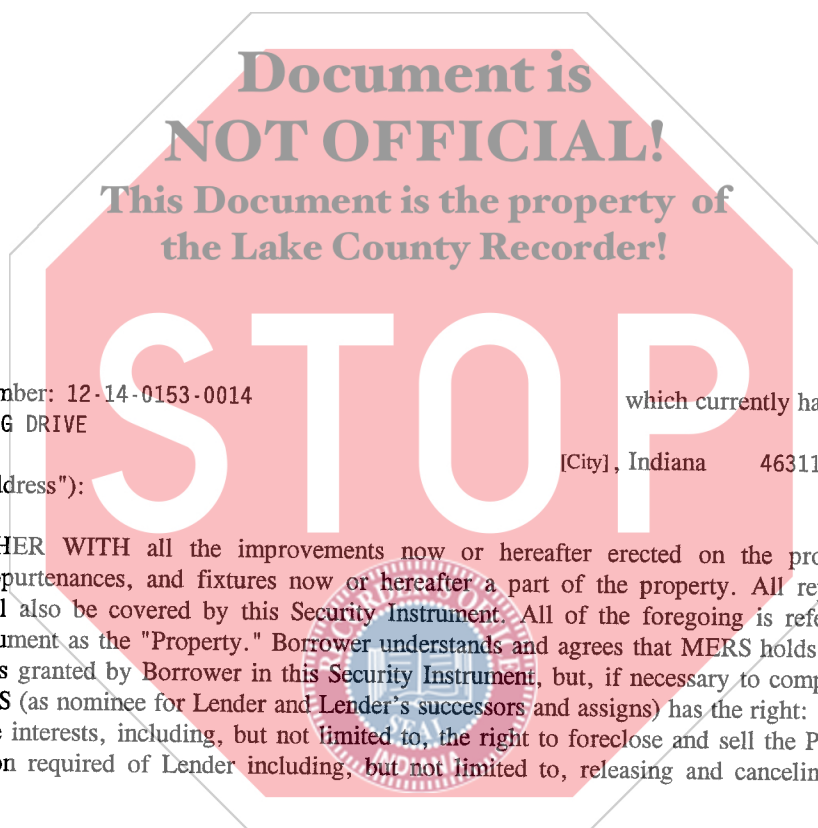 Document is
NOT OFFICIAL!
This Document is the property of
the Lake County Recorder!
STOP
mber: 12-14-0153-0014 which currently ha
G DRIVE
[City], Indiana 46311
ddress"):
HER WITH all the improvements now or hereafter erected on the pro
purtenances, and fixtures now or hereafter a part of the property. All re
l also be covered by this Security Instrument. All of the foregoing is refe
ument as the "Property." Borrower understands and agrees that MERS holds
s granted by Borrower in this Security Instrument, but, if necessary to comp
S (as nominee for Lender and Lender's successors and assigns) has the right:
e interests, including, but not limited to, the right to foreclose and sell the P
on required of Lender including, but not limited to, releasing and cancelin
SEAL
INDIANA